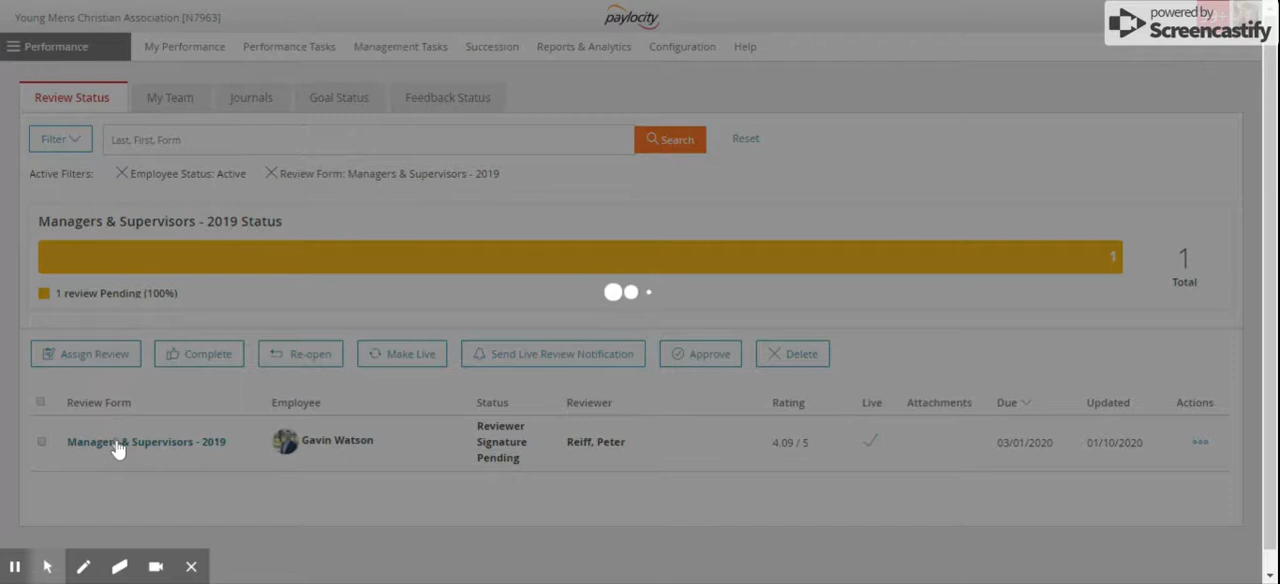 Young Mens Christian Association [N7963]
paylocity
powered by
Screencastify
Performance
My Performance
Performance Tasks
Management Tasks
Succession
Reports & Analytics
Configuration
Help
Review Status
My Team
Journals
Goal Status
Feedback Status
Filter
Last, First, Form
Search
Reset
Active Filters:
Employee Status: Active
Review Form: Managers & Supervisors - 2019
Managers & Supervisors - 2019 Status
1
1
Total
1 review Pending (100%)
Assign Review
Complete
Re-open
Make Live
Send Live Review Notification
Approve
Delete
Review Form
Employee
Status
Reviewer
Rating
Live
Attachments
Due
Updated
Actions
Managers & Supervisors - 2019
Gavin Watson
Reviewer
Signature
Pending
Reiff, Peter
4.09 / 5
03/01/2020
01/10/2020